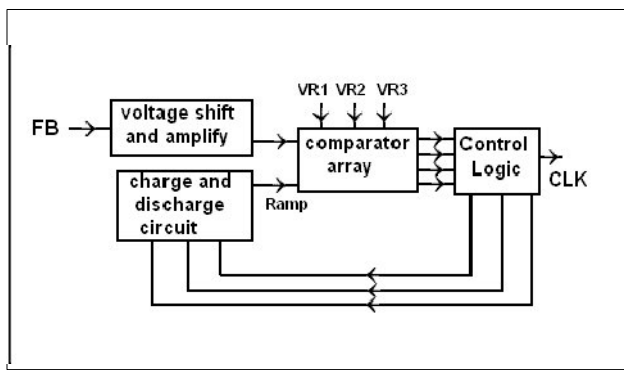 VR1 VR2 VR3
FB
voltage shift
and amplify
comparator
array
Control
Logic
CLK
charge and
discharge
circuit
Ramp